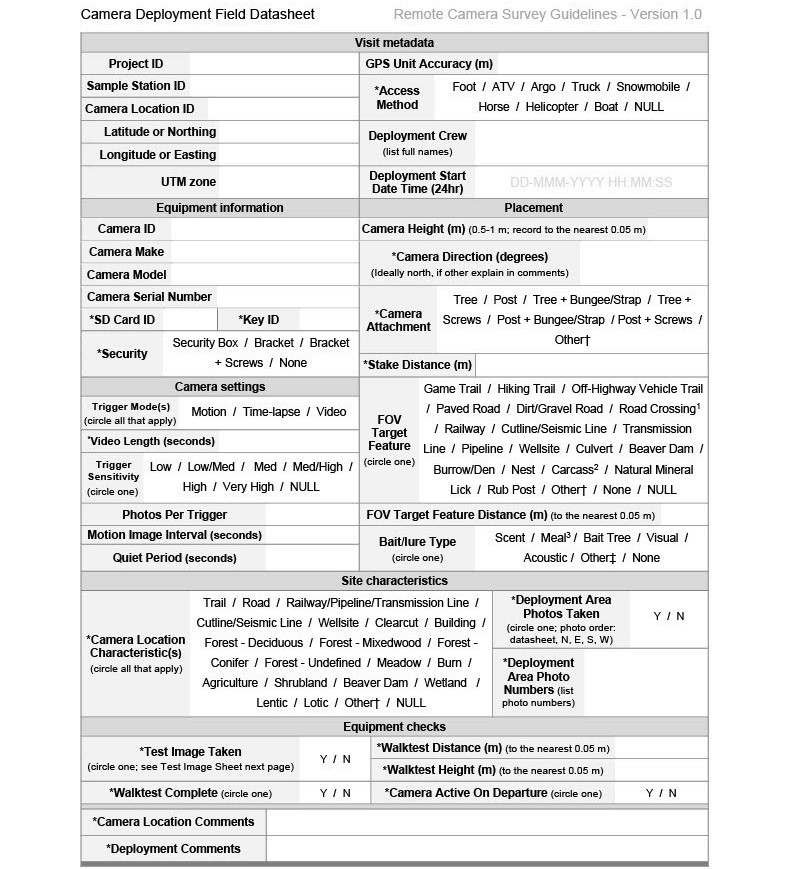 Camera Deployment Field Datasheet
Remote Camera Survey Guidelines - Version 1.0
Visit metadata
Project ID
GPS Unit Accuracy (m)
Sample Station ID
*Access
Method
Foot / ATV / Argo / Truck / Snowmobile /
Horse / Helicopter / Boat / NULL
Camera Location ID
Latitude or Northing
Deployment Crew
(list full names)
Longitude or Easting
UTM zone
Deployment Start
Date Time (24hr)
DD-MMM-YYYY HH:MM:SS
Equipment information
Placement
Camera ID
Camera Height (m) (0.5-1 m; record to the nearest 0.05 m)
Camera Make
*Camera Direction (degrees)
(Ideally north, if other explain in comments)
Camera Model
Camera Serial Number
*Camera
Attachment
Tree / Post / Tree + Bungee/Strap / Tree +
Screws / Post + Bungee/Strap / Post + Screws /
Other†
*SD Card ID
*Key ID
*Security
Security Box / Bracket / Bracket
+ Screws / None
*Stake Distance (m)
Camera settings
FOV
Target
Feature
(circle one)
Game Trail / Hiking Trail / Off-Highway Vehicle Trail
/ Paved Road / Dirt/Gravel Road / Road Crossing¹
/ Railway / Cutline/Seismic Line / Transmission
Line / Pipeline / Wellsite / Culvert / Beaver Dam /
Burrow/Den / Nest / Carcass² / Natural Mineral
Lick / Rub Post / Other† / None / NULL
Trigger Mode(s)
(circle all that apply)
Motion / Time-lapse / Video
*Video Length (seconds)
Trigger
Sensitivity
(circle one)
Low / Low/Med / Med / Med/High /
High / Very High / NULL
Photos Per Trigger
FOV Target Feature Distance (m) (to the nearest 0.05 m)
Motion Image Interval (seconds)
Bait/lure Type
(circle one)
Scent / Meal³ / Bait Tree / Visual /
Acoustic / Other‡ / None
Quiet Period (seconds)
Site characteristics
*Camera Location
Characteristic(s)
(circle all that apply)
Trail / Road / Railway/Pipeline/Transmission Line /
Cutline/Seismic Line / Wellsite / Clearcut / Building /
Forest - Deciduous / Forest - Mixedwood / Forest -
Conifer / Forest - Undefined / Meadow / Burn /
Agriculture / Shrubland / Beaver Dam / Wetland /
Lentic / Lotic / Other† / NULL
*Deployment Area
Photos Taken
(circle one; photo order:
datasheet, N, E, S, W)
Y / N
*Deployment
Area Photo
Numbers (list
photo numbers)
Equipment checks
*Test Image Taken
(circle one; see Test Image Sheet next page)
Y / N
*Walktest Distance (m) (to the nearest 0.05 m)
*Walktest Height (m) (to the nearest 0.05 m)
*Walktest Complete (circle one)
Y / N
*Camera Active On Departure (circle one)
Y / N
*Camera Location Comments
*Deployment Comments